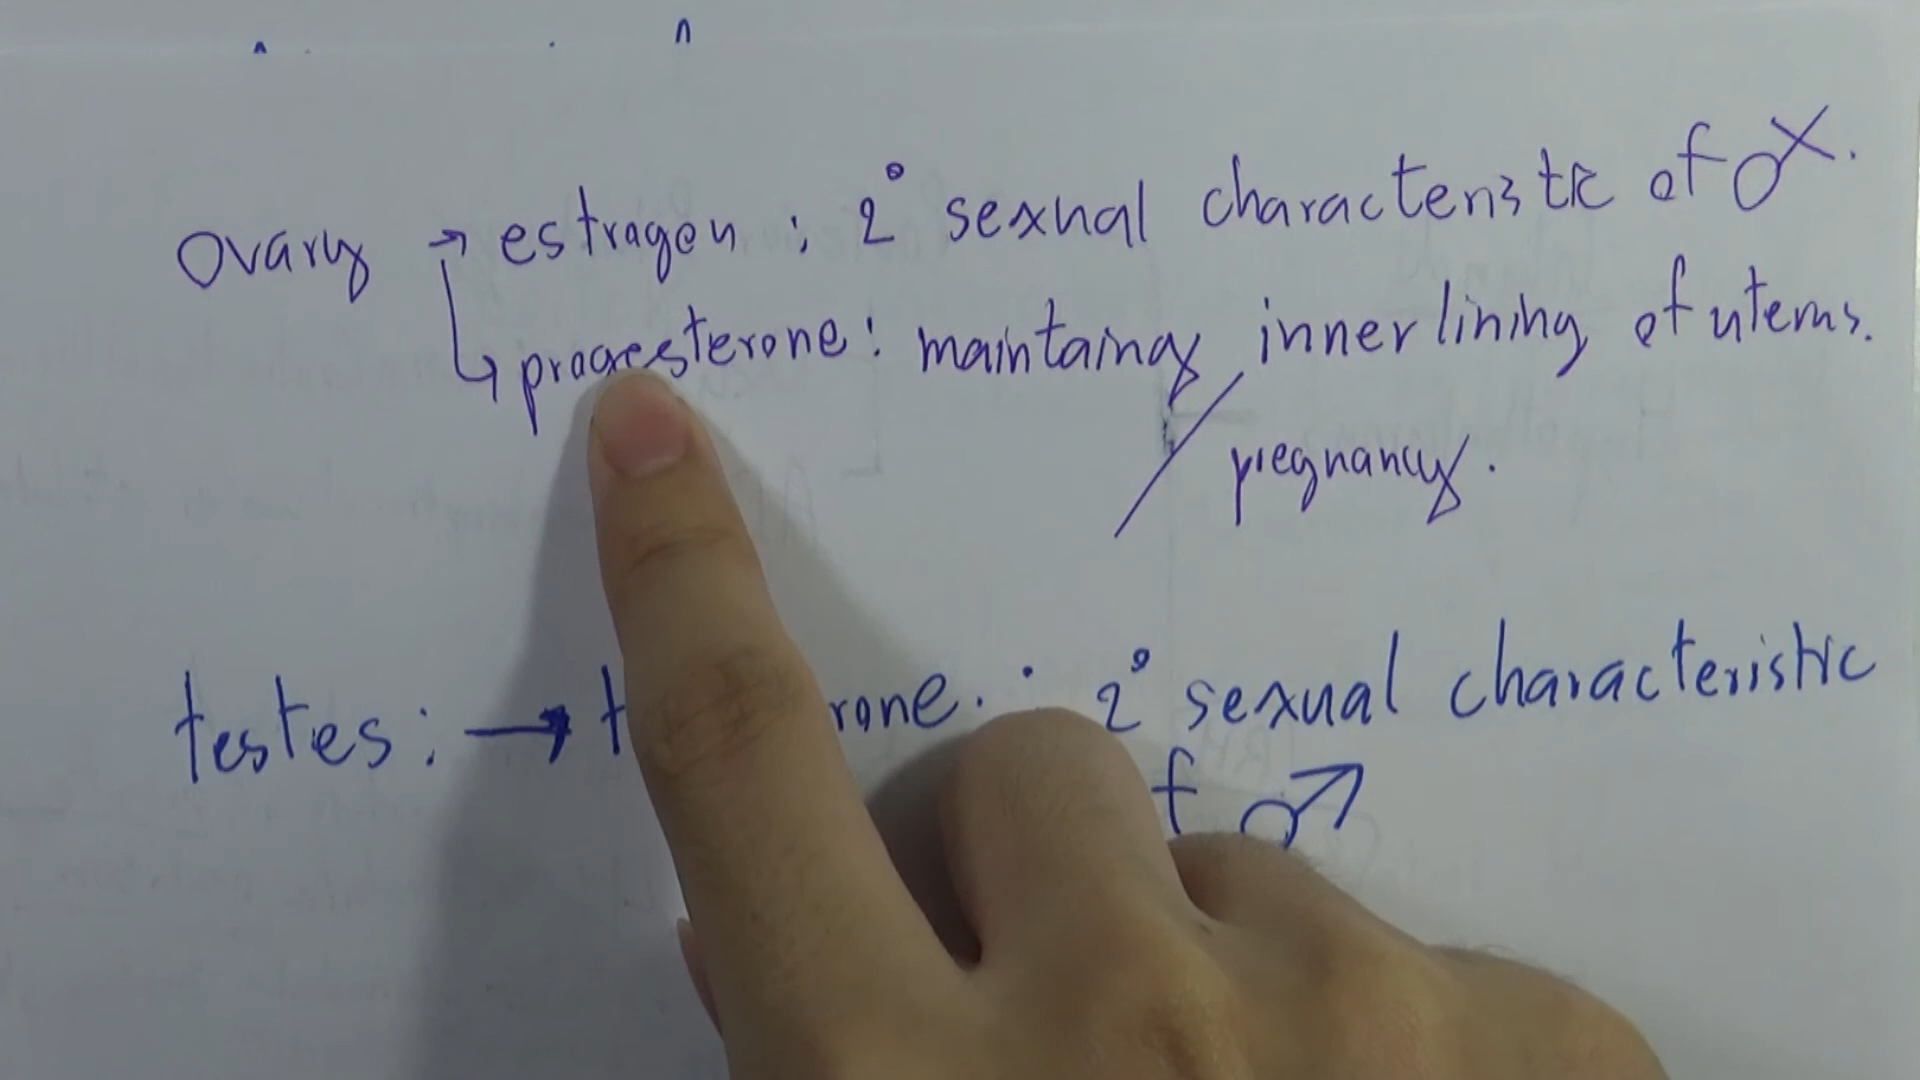 ovary → estragen : 2° sexual characteristic of ♀.
↳ progesterone : maintaing inner lining of uterus.
/ pregnancy.
testes : → rone. : 2° sexual characteristic
f ♂